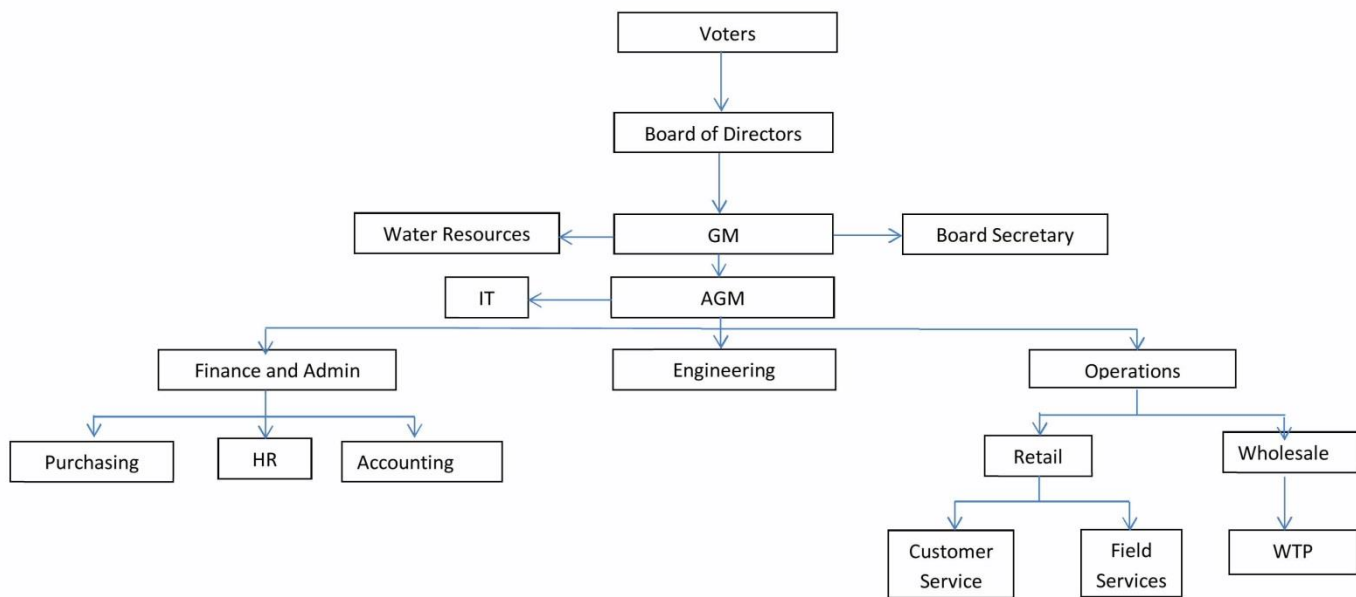 Voters
Board of Directors
Water Resources
GM
Board Secretary
IT
AGM
Finance and Admin
Engineering
Operations
Purchasing
HR
Accounting
Retail
Wholesale
Customer
Service
Field
Services
WTP